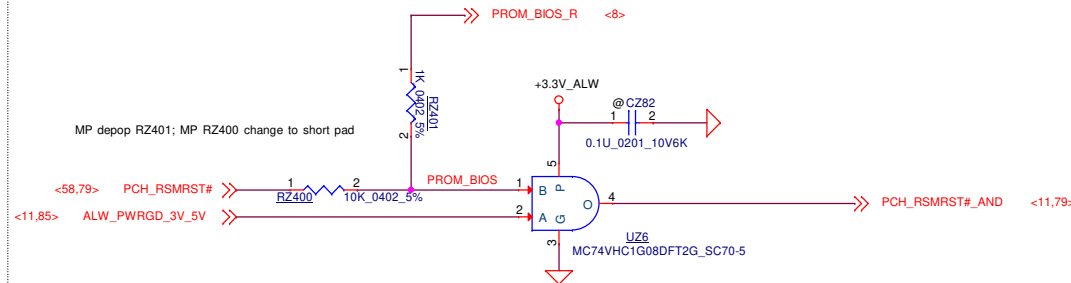 PROM_BIOS_R <8>
1
1K_0402_5%
RZ401
2
+3.3V_ALW
@ CZ82
1 2
0.1U_0201_10V6K
MP depop RZ401; MP RZ400 change to short pad
<58,79> PCH_RSMRST# 1 2 PROM_BIOS 1 B P 5
RZ400 10K_0402_5%
<11,85> ALW_PWRGD_3V_5V 2 A G O 4 PCH_RSMRST#_AND <11,79>
3
UZ6
MC74VHC1G08DFT2G_SC70-5